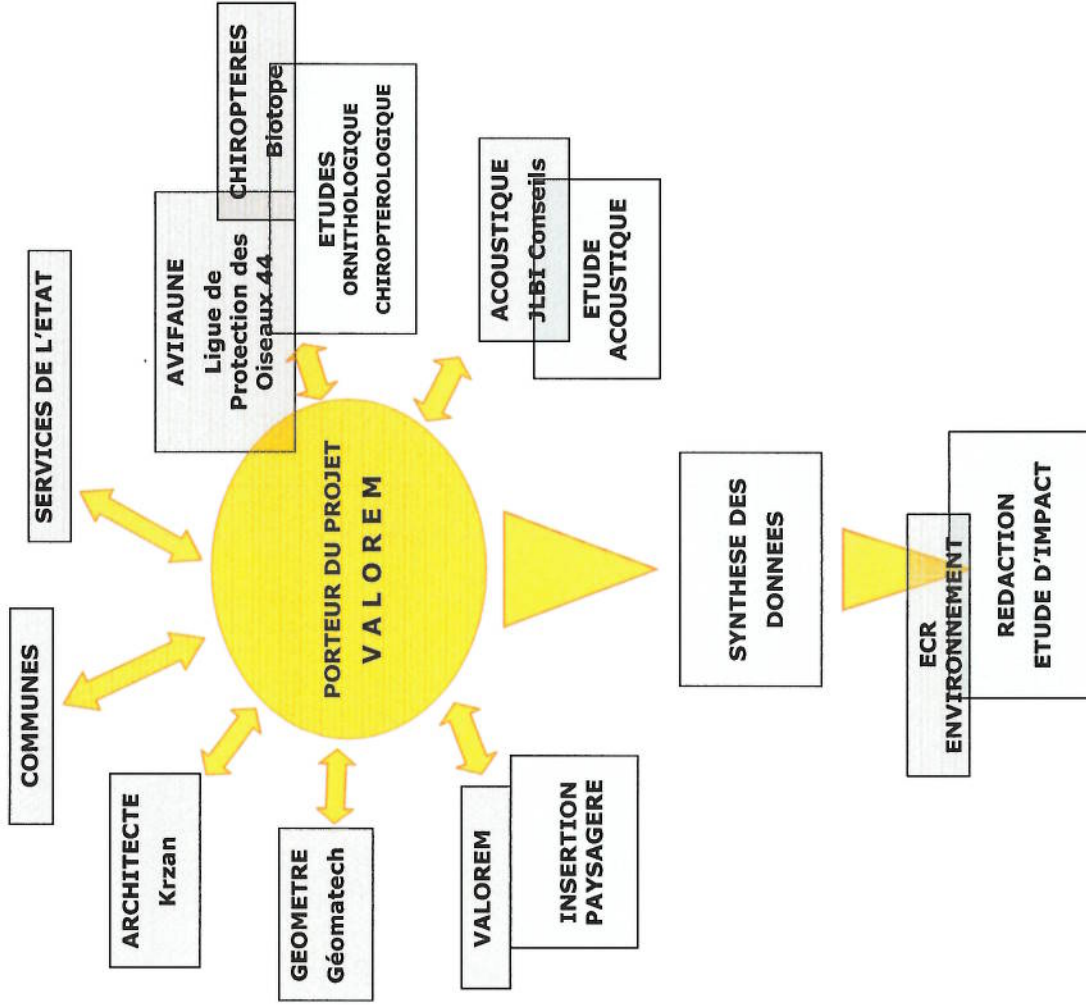 COMMUNES
SERVICES DE L'ETAT
ARCHITECTE
Krzan
AVIFAUNE
Ligue de
Protection des
Oiseaux 44
CHIROPTERES
Biotope
ETUDES
ORNITHOLOGIQUE
CHIROPTEROLOGIQUE
GEOMETRE
Géomatech
PORTEUR DU PROJET
VALOREM
ACOUSTIQUE
JLBI Conseils
ETUDE
ACOUSTIQUE
VALOREM
INSERTION
PAYSAGERE
SYNTHESE DES
DONNEES
ECR
ENVIRONNEMENT
REDACTION
ETUDE D'IMPACT